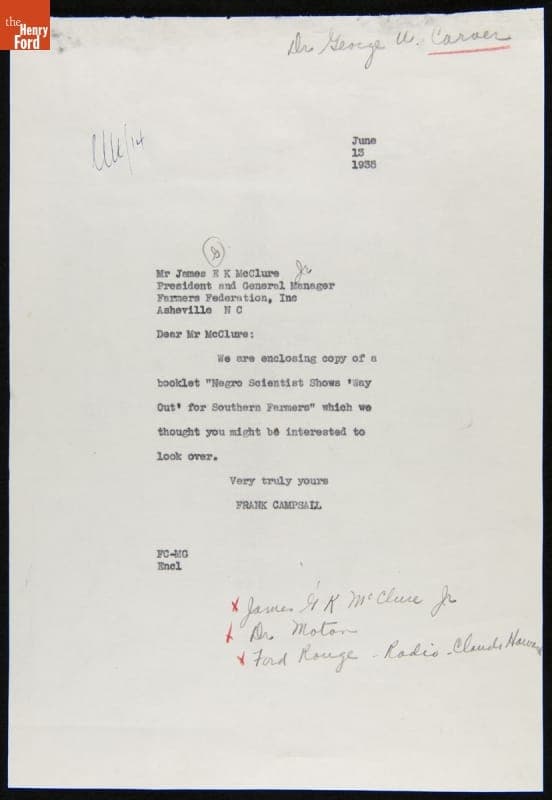 the
Henry
Ford
Dr George W. Carver
June
13
1938
G
Mr James E K McClure Jr
President and General Manager
Farmers Federation, Inc
Asheville N C
Dear Mr McClure:
We are enclosing copy of a
booklet "Negro Scientist Shows 'Way
Out' for Southern Farmers" which we
thought you might be interested to
look over.
Very truly yours
FRANK CAMPSALL
FC-MG
Encl
x James G K McClure Jr
x Dr Moton
x Ford Rouge - Radio - Claude